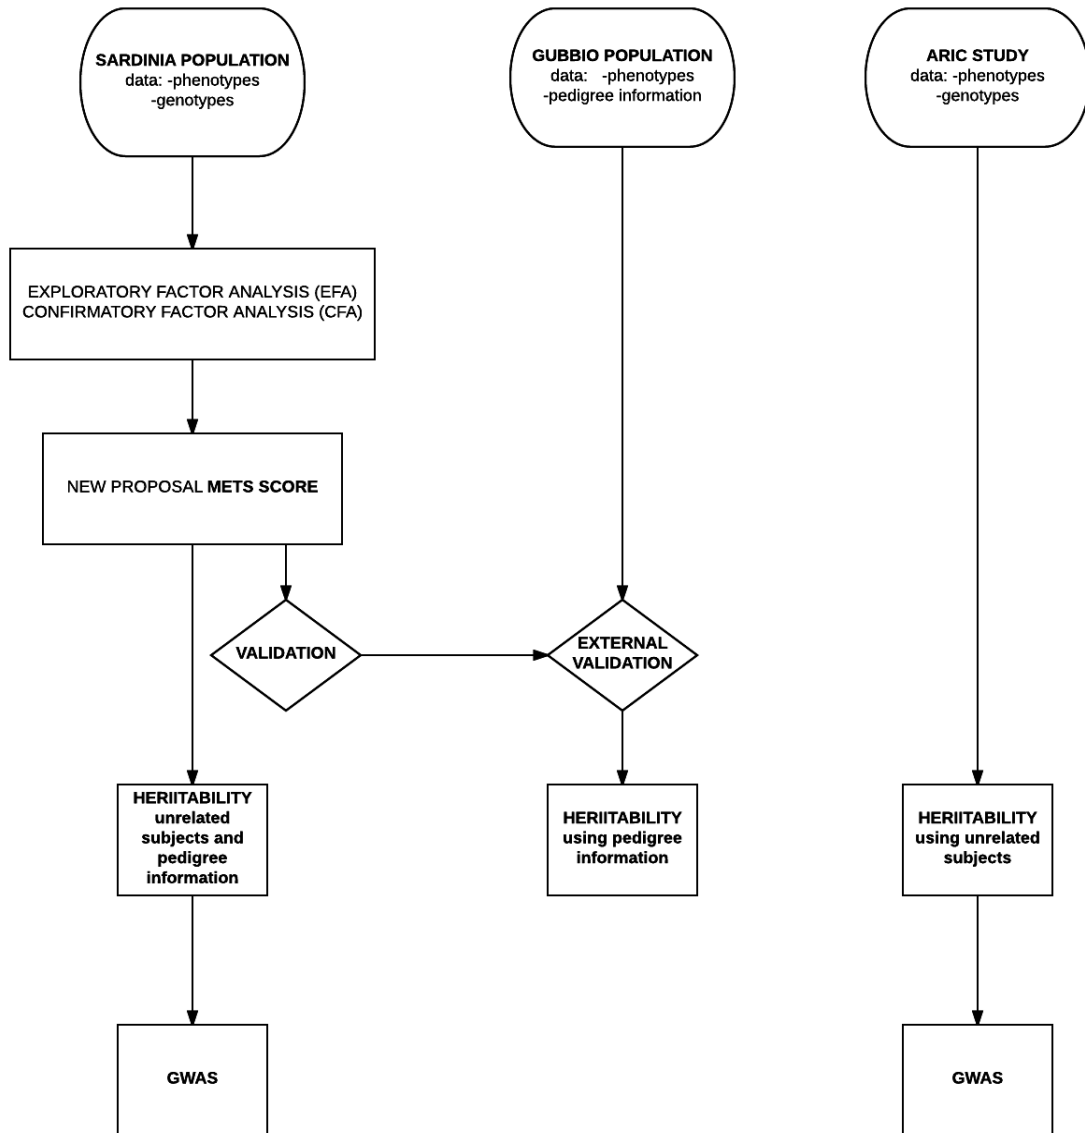 SARDINIA POPULATION
data: -phenotypes
-genotypes
GUBBIO POPULATION
data: -phenotypes
-pedigree information
ARIC STUDY
data: -phenotypes
-genotypes
EXPLORATORY FACTOR ANALYSIS (EFA)
CONFIRMATORY FACTOR ANALYSIS (CFA)
NEW PROPOSAL METS SCORE
VALIDATION
EXTERNAL
VALIDATION
HERIITABILITY
unrelated
subjects and
pedigree
information
HERIITABILITY
using pedigree
information
HERIITABILITY
using unrelated
subjects
GWAS
GWAS